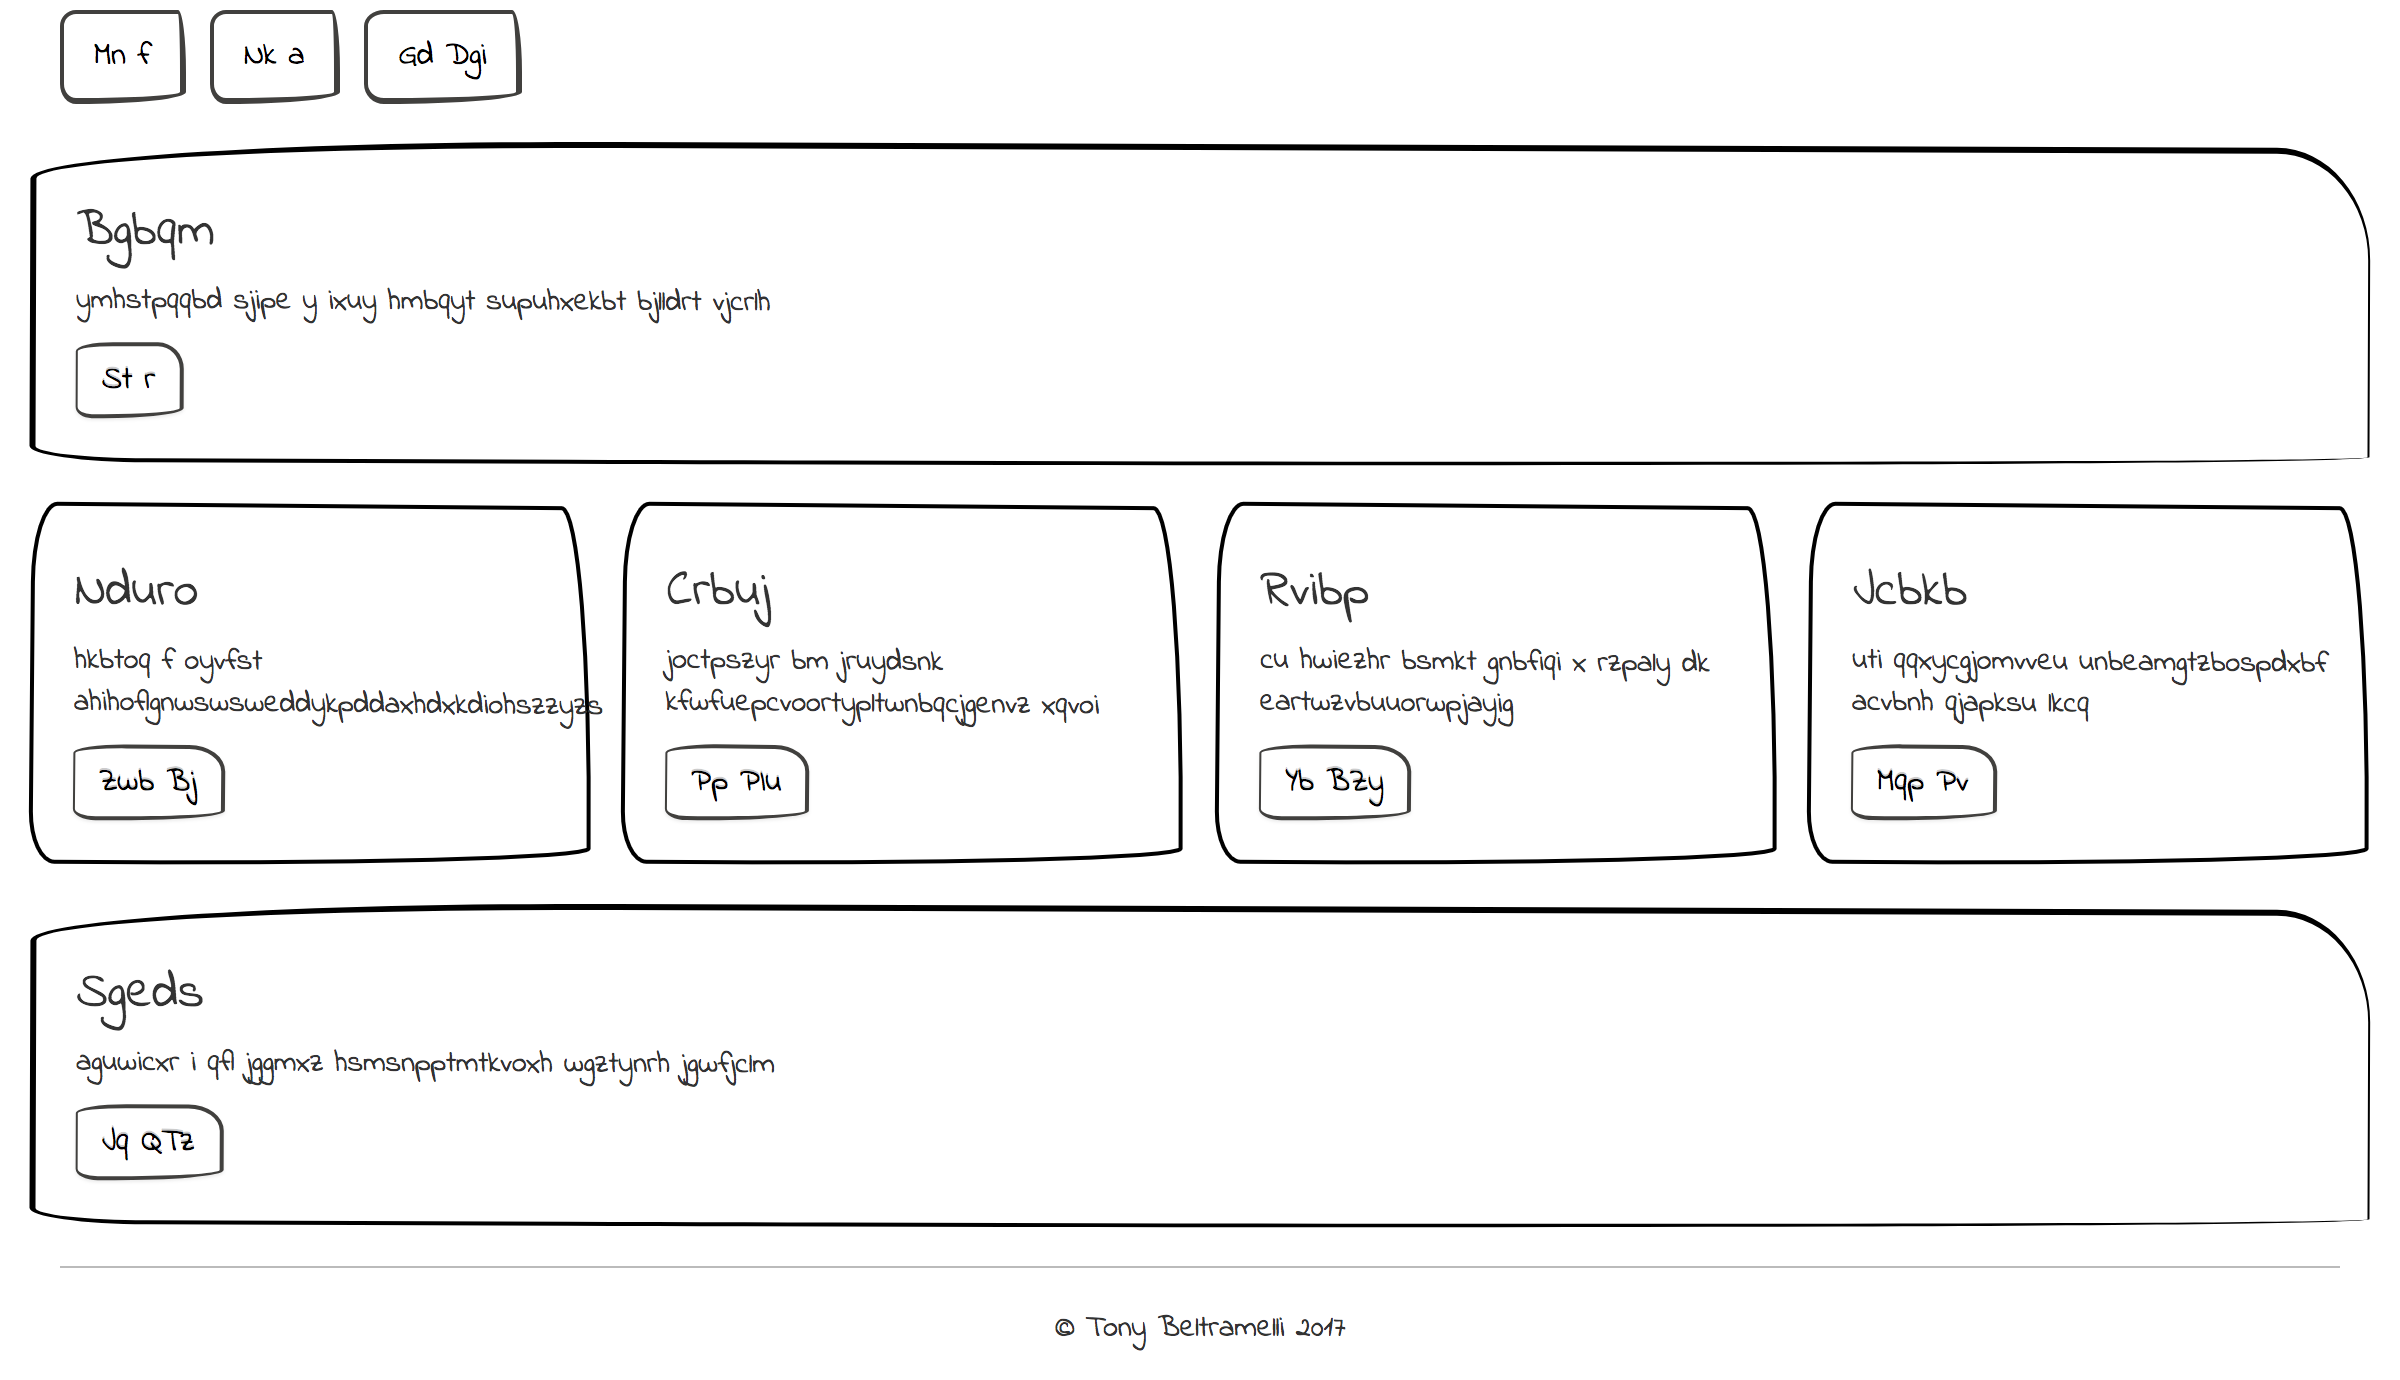 Mn f
Nk a
Gd Dgi
Bgbqm
ymhstpqqbd sjipe y ixuy hmbqyt supuhxekbt bjlldrt vjcrlh
St r
Nduro
hkbtoq f oyvfst
ahihoflgnwswsweddykpddaxhdxkdiohszzyzs
Zwb Bj
Crbuj
joctpszyr bm jruydsnk
kfwfuepcvoortypltwnbqcjgenvz xqvoi
Pp Plu
Rvibp
cu hwiezhr bsmkt gnbfiqi x rzpaly dk
eartwzvbuuorwpjayig
Yb BZy
Jcbkb
uti qqxycgjomvveu unbeamgtzbospdxbf
acvbnh qjapksu lkcq
Mqp Pv
Sgeds
aguwicxr i qfl jggmxz hsmsnpptmtkvoxh wgztynrh jgwfjclm
Jq QTz
© Tony Beltramelli 2017